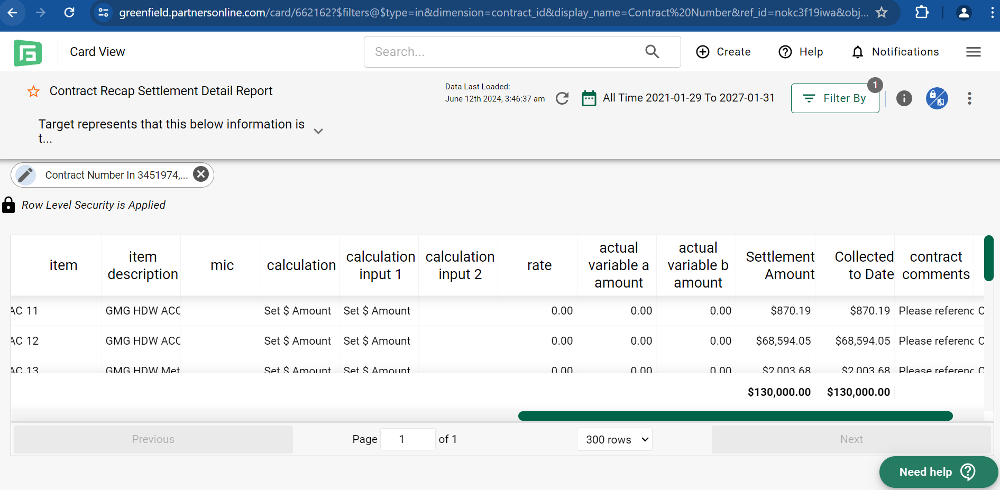 greenfield.partnersonline.com/card/662162?$filters@$type=in&dimension=contract_id&display_name=Contract%20Number&ref_id=nokc3f19iwa&obj...
Card View
Search...
Create
Help
Notifications
Contract Recap Settlement Detail Report
Data Last Loaded:
June 12th 2024, 3:46:37 am
All Time 2021-01-29 To 2027-01-31
Filter By
1
Target represents that this below information is
t...
Contract Number In 3451974,...
Row Level Security is Applied
item
item description
mic
calculation
calculation input 1
calculation input 2
rate
actual variable a amount
actual variable b amount
Settlement Amount
Collected to Date
contract comments
AC 11 GMG HDW ACC Set $ Amount Set $ Amount 0.00 0.00 0.00 $870.19 $870.19 Please referenc C
AC 12 GMG HDW ACC Set $ Amount Set $ Amount 0.00 0.00 0.00 $68,594.05 $68,594.05 Please referenc C
AC 13 GMG HDW Met Set $ Amount Set $ Amount 0.00 0.00 0.00 $2,003.68 $2,003.68 Please referenc C
$130,000.00 $130,000.00
Previous
Page 1 of 1
300 rows
Next
Need help